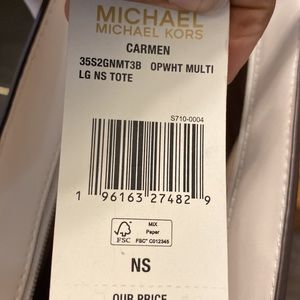 MICHAEL
MICHAEL KORS
CARMEN
35S2GNMT3B OPWHT MULTI
LG NS TOTE
S710-0004
1 96163 27482 9
FSC
MIX
Paper
FSC® C012345
NS
OUR PRICE